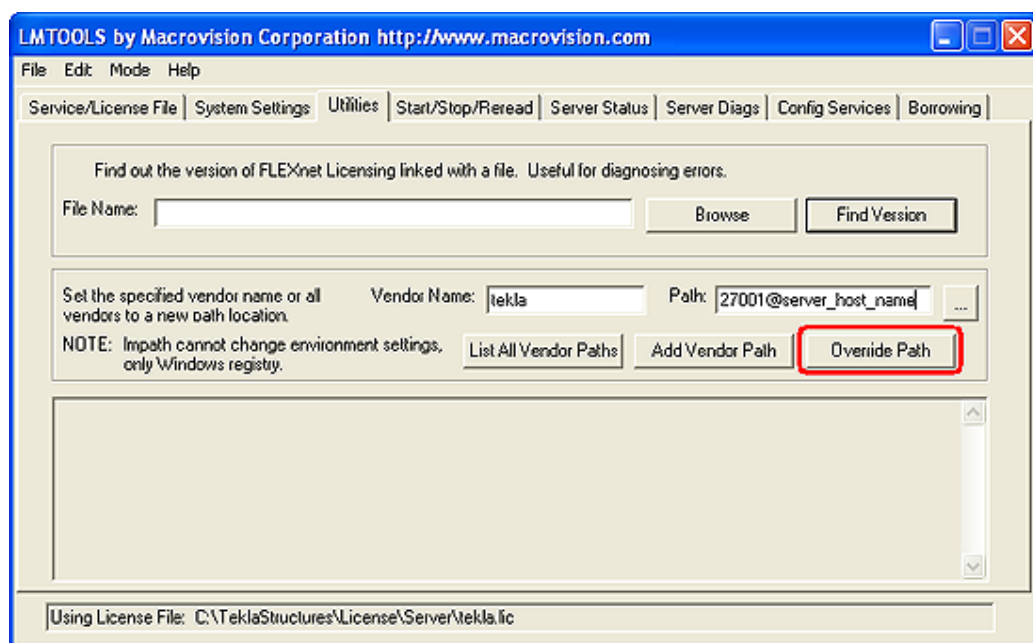 LMTOOLS by Macrovision Corporation http://www.macrovision.com
File Edit Mode Help
Service/License File System Settings Utilities Start/Stop/Reread Server Status Server Diags Config Services Borrowing
Find out the version of FLEXnet Licensing linked with a file. Useful for diagnosing errors.
File Name: Browse Find Version
Set the specified vendor name or all Vendor Name: tekla Path: 27001@server_host_name ...
vendors to a new path location.
NOTE: lmpath cannot change environment settings, List All Vendor Paths Add Vendor Path Override Path
only Windows registry.
Using License File: C:\TeklaStructures\License\Server\tekla.lic